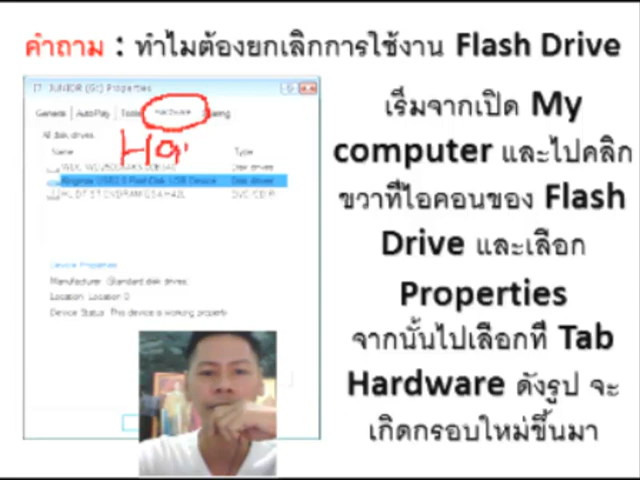 คำถาม : ทำไมต้องยกเลิกการใช้งาน Flash Drive
JUNIOR (G:) Properties
General AutoPlay Tools Hardware Sharing
Ha
All disk drives:
Name Type
Disk drives
Kingmax USB2.0 FlashDisk USB Device Disk drives
Device Properties
Manufacturer: (Standard disk drives)
Location: Location 0
Device Status: This device is working properly
เริ่มจากเปิด My
computer และไปคลิก
ขวาที่ไอคอนของ Flash
Drive และเลือก
Properties
จากนั้นไปเลือกที่ Tab
Hardware ดังรูป จะ
เกิดกรอบใหม่ขึ้นมา